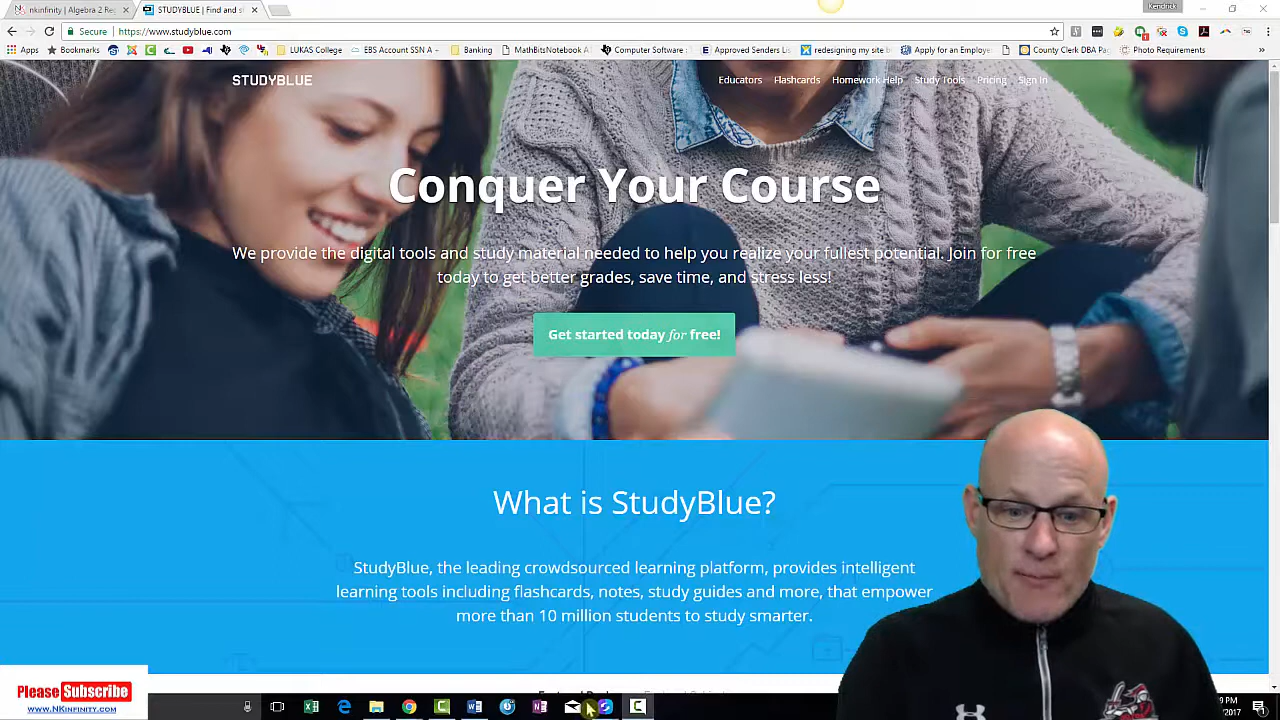 nkinfinity | Algebra 2 Re
STUDYBLUE | Find and s
Kendrick
Secure
https://www.studyblue.com
Apps
Bookmarks
LUKAS College
EBS Account SSN A
Banking
MathBitsNotebook Al
Computer Software
Approved Senders Li
redesigning my site
Apply for an Employe
County Clerk DBA Pa
Photo Requirements
STUDYBLUE
Educators Flashcards Homework Help Study Tools Pricing Sign In
Conquer Your Course
We provide the digital tools and study material needed to help you realize your fullest potential. Join for free
today to get better grades, save time, and stress less!
Get started today for free!
What is StudyBlue?
StudyBlue, the leading crowdsourced learning platform, provides intelligent
learning tools including flashcards, notes, study guides and more, that empower
more than 10 million students to study smarter.
Please Subscribe
www.NKinfinity.com
9 PM
/2017